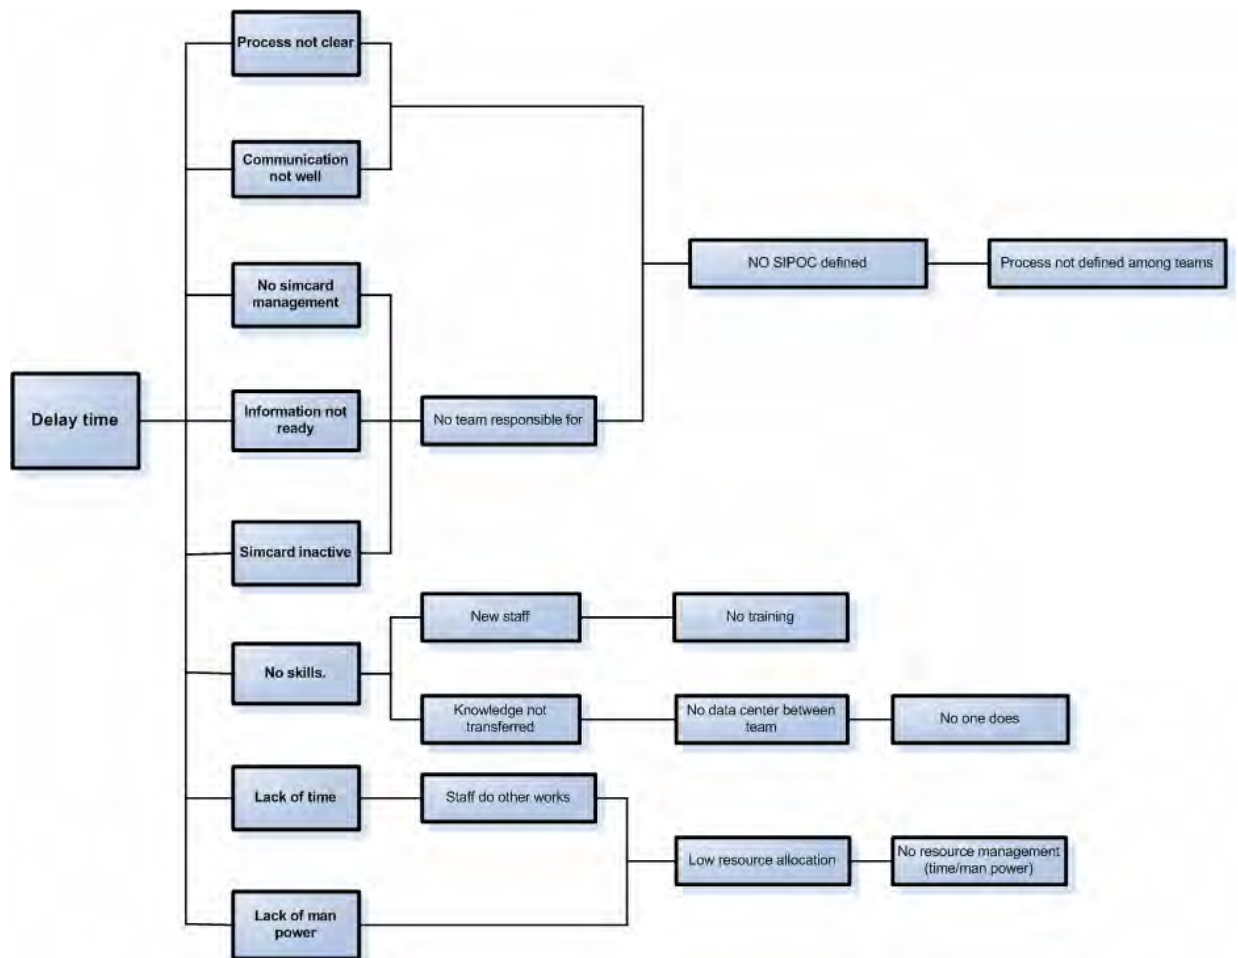 Process not clear
Communication
not well
No simcard
management
NO SIPOC defined
Process not defined among teams
Delay time
Information not
ready
No team responsible for
Simcard inactive
New staff
No training
No skills.
Knowledge not
transferred
No data center between
team
No one does
Lack of time
Staff do other works
Low resource allocation
No resource management
(time/man power)
Lack of man
power